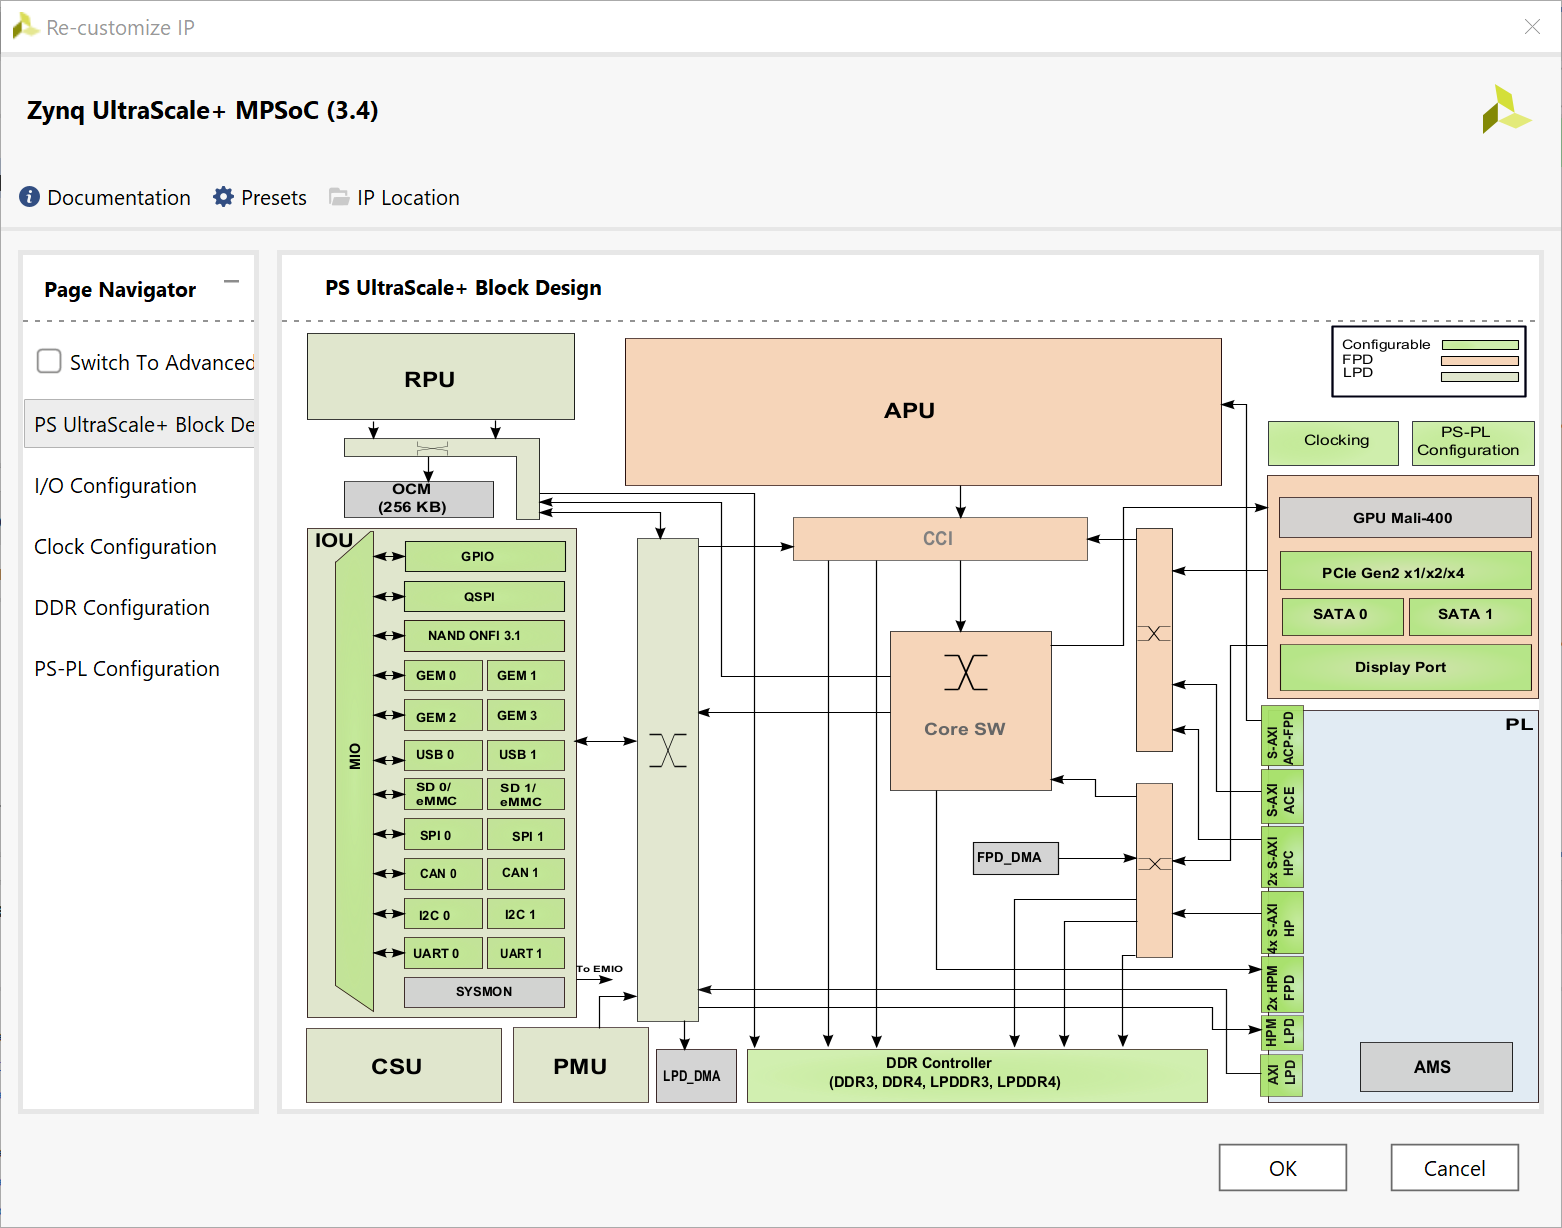 Re-customize IP
Zynq UltraScale+ MPSoC (3.4)
Documentation Presets IP Location
Page Navigator
Switch To Advanced
PS UltraScale+ Block De
I/O Configuration
Clock Configuration
DDR Configuration
PS-PL Configuration
PS UltraScale+ Block Design
Configurable
FPD
LPD
RPU
APU
Clocking
PS-PL
Configuration
OCM
(256 KB)
CCI
GPU Mali-400
PCIe Gen2 x1/x2/x4
SATA 0 SATA 1
Display Port
IOU
MIO
GPIO
QSPI
NAND ONFI 3.1
GEM 0 GEM 1
GEM 2 GEM 3
USB 0 USB 1
SD 0/
eMMC
SD 1/
eMMC
SPI 0 SPI 1
CAN 0 CAN 1
I2C 0 I2C 1
UART 0 UART 1
SYSMON
To EMIO
Core SW
FPD_DMA
PL
S-AXI
ACP-FPD
S-AXI
ACE
2x S-AXI
HPC
4x S-AXI
HP
2x HPM
FPD
HPM
LPD
AXI
LPD
AMS
CSU
PMU
LPD_DMA
DDR Controller
(DDR3, DDR4, LPDDR3, LPDDR4)
OK Cancel